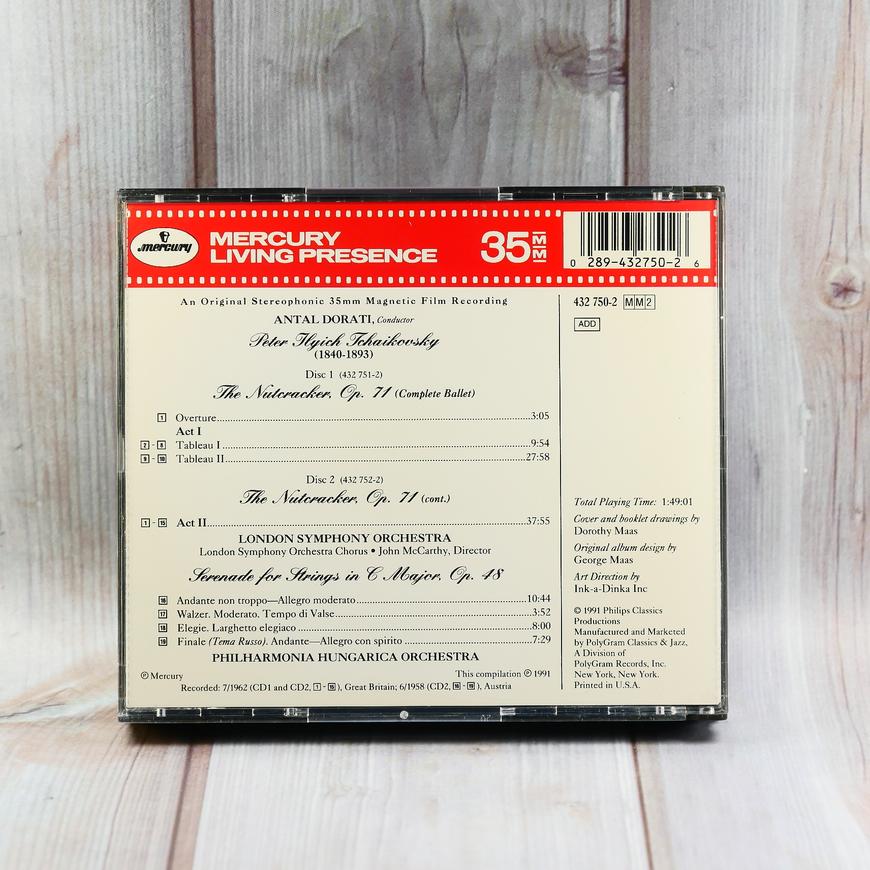 mercury
MERCURY
LIVING PRESENCE
35MM
0 289-432750-2 6
An Original Stereophonic 35mm Magnetic Film Recording
ANTAL DORATI, Conductor
Peter Ilyich Tchaikovsky
(1840-1893)
Disc 1 (432 751-2)
The Nutcracker, Op. 71 (Complete Ballet)
1 Overture 3:05
Act I
2 - 8 Tableau I 9:54
9 - 10 Tableau II 27:58
Disc 2 (432 752-2)
The Nutcracker, Op. 71 (cont.)
1 - 15 Act II 37:55
LONDON SYMPHONY ORCHESTRA
London Symphony Orchestra Chorus • John McCarthy, Director
Serenade for Strings in C Major, Op. 48
16 Andante non troppo—Allegro moderato 10:44
17 Walzer. Moderato. Tempo di Valse 3:52
18 Elegie. Larghetto elegiaco 8:00
19 Finale (Tema Russo). Andante—Allegro con spirito 7:29
PHILHARMONIA HUNGARICA ORCHESTRA
℗ Mercury This compilation ℗ 1991
Recorded: 7/1962 (CD1 and CD2, 1 - 15), Great Britain; 6/1958 (CD2, 16 - 19), Austria
432 750-2 MM2
ADD
Total Playing Time: 1:49:01
Cover and booklet drawings by
Dorothy Maas
Original album design by
George Maas
Art Direction by
Ink-a-Dinka Inc
© 1991 Philips Classics
Productions
Manufactured and Marketed
by PolyGram Classics & Jazz,
A Division of
PolyGram Records, Inc.
New York, New York.
Printed in U.S.A.